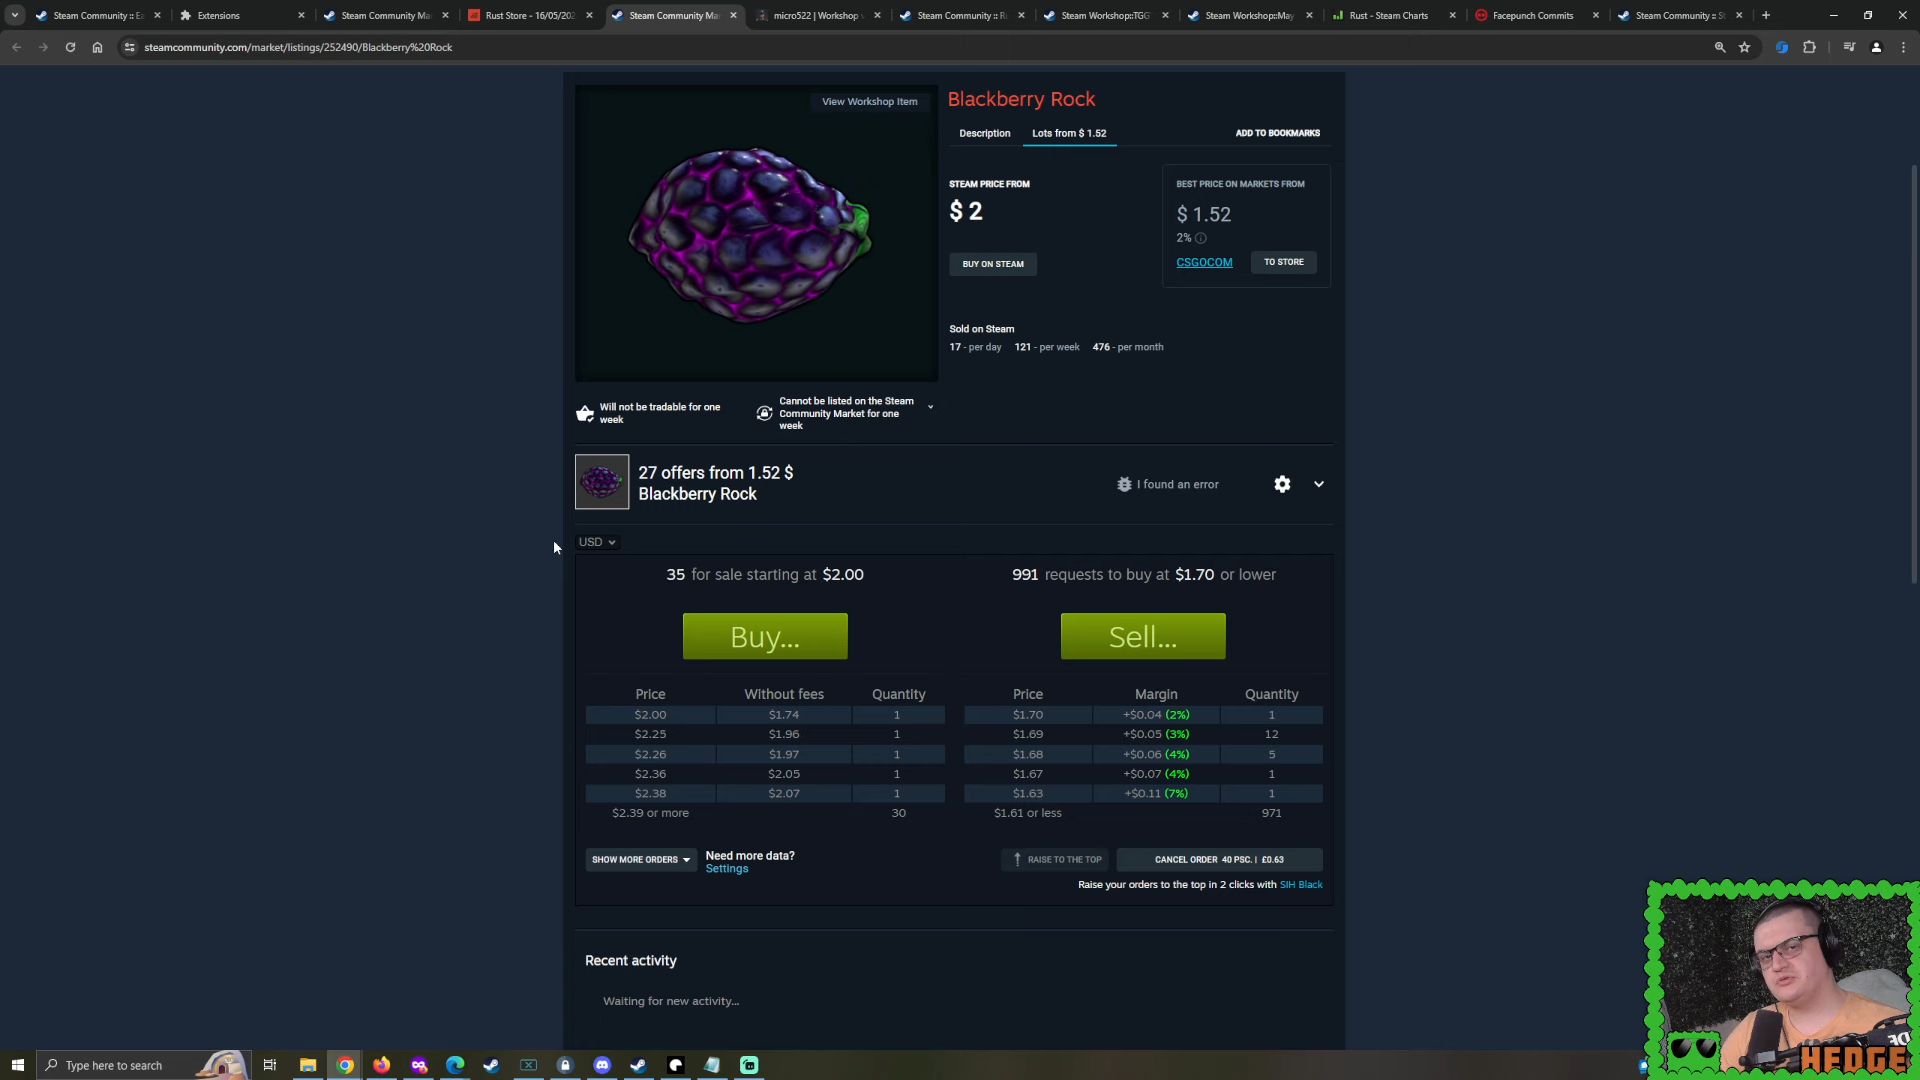 Steam Community :: Ea
Extensions
Steam Community Ma
Rust Store - 16/05/202
Steam Community Ma
micro522 | Workshop
Steam Community :: R
Steam Workshop::TGG
Steam Workshop::May
Rust - Steam Charts
Facepunch Commits
Steam Community :: S
steamcommunity.com/market/listings/252490/Blackberry%20Rock
View Workshop Item
Blackberry Rock
Description
Lots from $ 1.52
ADD TO BOOKMARKS
STEAM PRICE FROM
$ 2
BEST PRICE ON MARKETS FROM
$ 1.52
2%
BUY ON STEAM
CSGOCOM
TO STORE
Sold on Steam
17 - per day 121 - per week 476 - per month
Will not be tradable for one
week
Cannot be listed on the Steam
Community Market for one
week
27 offers from 1.52 $
Blackberry Rock
I found an error
USD
35 for sale starting at $2.00
991 requests to buy at $1.70 or lower
Buy...
Sell...
Price Without fees Quantity
$2.00 $1.74 1
$2.25 $1.96 1
$2.26 $1.97 1
$2.36 $2.05 1
$2.38 $2.07 1
$2.39 or more 30
Price Margin Quantity
$1.70 +$0.04 (2%) 1
$1.69 +$0.05 (3%) 12
$1.68 +$0.06 (4%) 5
$1.67 +$0.07 (4%) 1
$1.63 +$0.11 (7%) 1
$1.61 or less 971
SHOW MORE ORDERS
Need more data?
Settings
RAISE TO THE TOP
CANCEL ORDER 40 PSC. | £0.63
Raise your orders to the top in 2 clicks with SIH Black
Recent activity
Waiting for new activity...
Type here to search
HEDGE